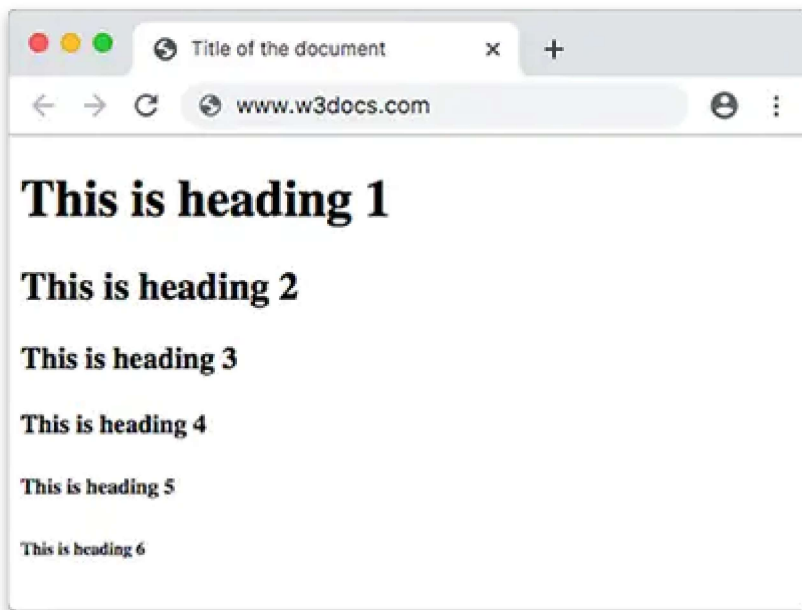 Title of the document
www.w3docs.com
This is heading 1
This is heading 2
This is heading 3
This is heading 4
This is heading 5
This is heading 6